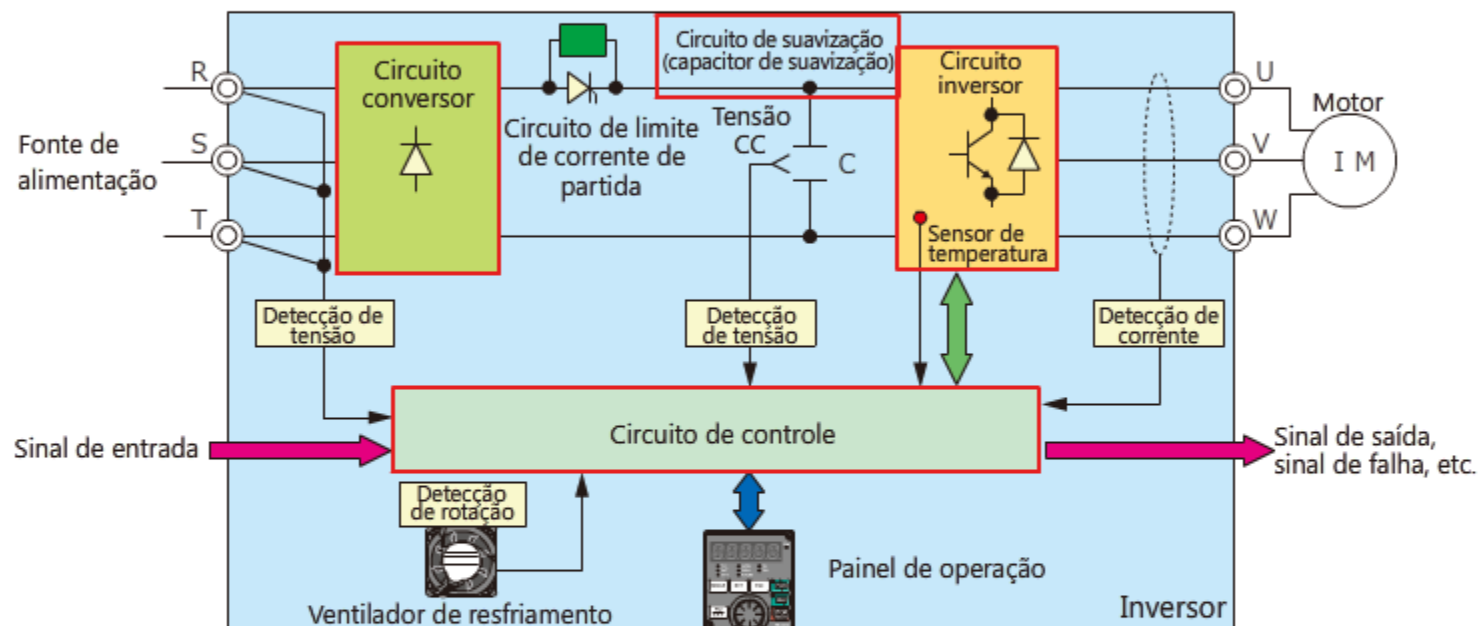 Circuito de suavização
(capacitor de suavização)
R
Circuito
conversor
Circuito
inversor
U
Motor
Circuito de limite
de corrente de
partida
Tensão
CC
Fonte de
alimentação
S
C
V
I M
T
Sensor de
temperatura
W
Detecção de
tensão
Detecção
de tensão
Detecção de
corrente
Sinal de entrada
Circuito de controle
Sinal de saída,
sinal de falha, etc.
Detecção
de rotação
Painel de operação
Ventilador de resfriamento
Inversor